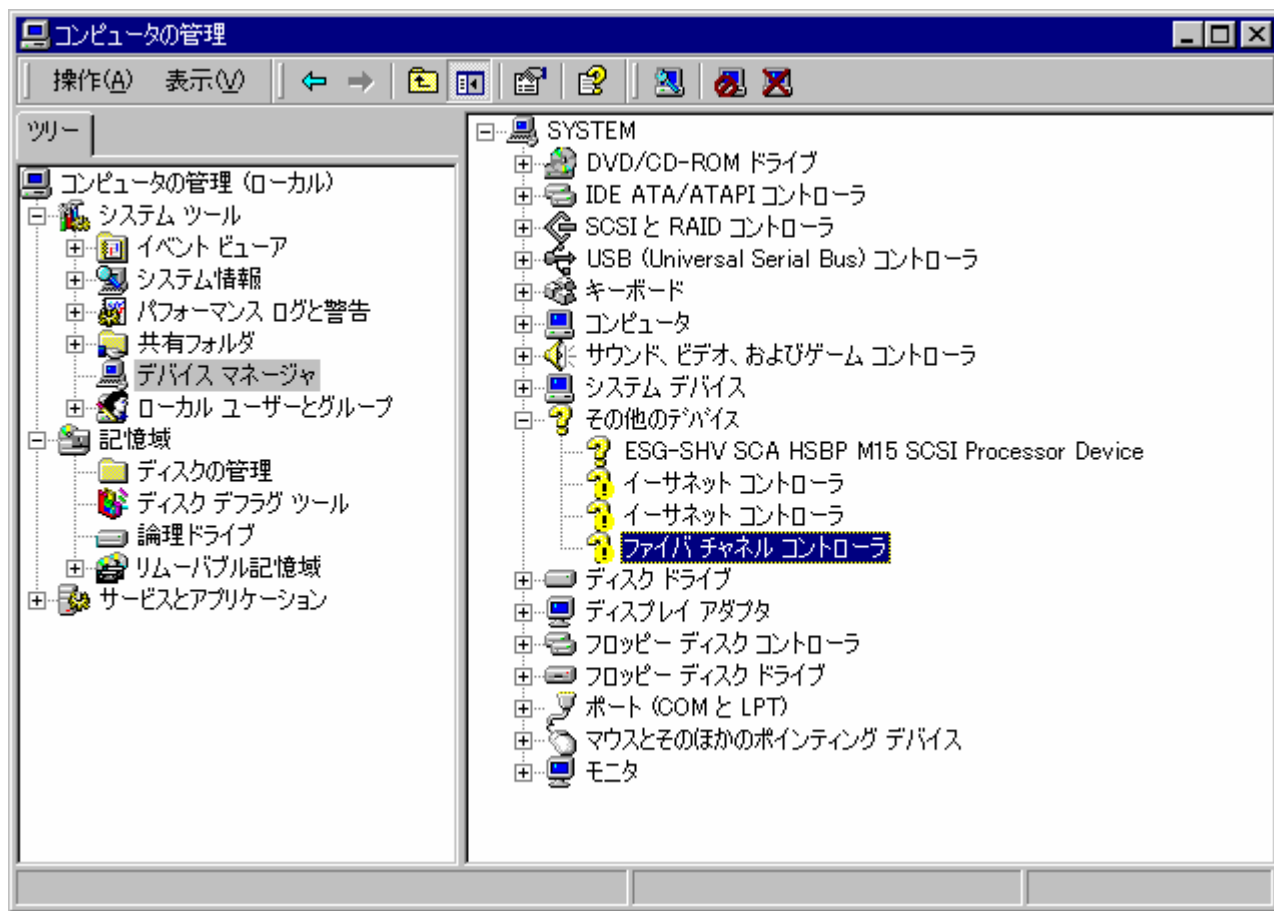 コンピュータの管理
操作(A) 表示(V)
ツリー
コンピュータの管理 (ローカル)
システム ツール
イベント ビューア
システム情報
パフォーマンス ログと警告
共有フォルダ
デバイス マネージャ
ローカル ユーザーとグループ
記憶域
ディスクの管理
ディスク デフラグ ツール
論理ドライブ
リムーバブル記憶域
サービスとアプリケーション
SYSTEM
DVD/CD-ROM ドライブ
IDE ATA/ATAPI コントローラ
SCSI と RAID コントローラ
USB (Universal Serial Bus) コントローラ
キーボード
コンピュータ
サウンド、ビデオ、およびゲーム コントローラ
システム デバイス
その他のデバイス
ESG-SHV SCA HSBP M15 SCSI Processor Device
イーサネット コントローラ
イーサネット コントローラ
ファイバ チャネル コントローラ
ディスク ドライブ
ディスプレイ アダプタ
フロッピー ディスク コントローラ
フロッピー ディスク ドライブ
ポート (COM と LPT)
マウスとそのほかのポインティング デバイス
モニタ